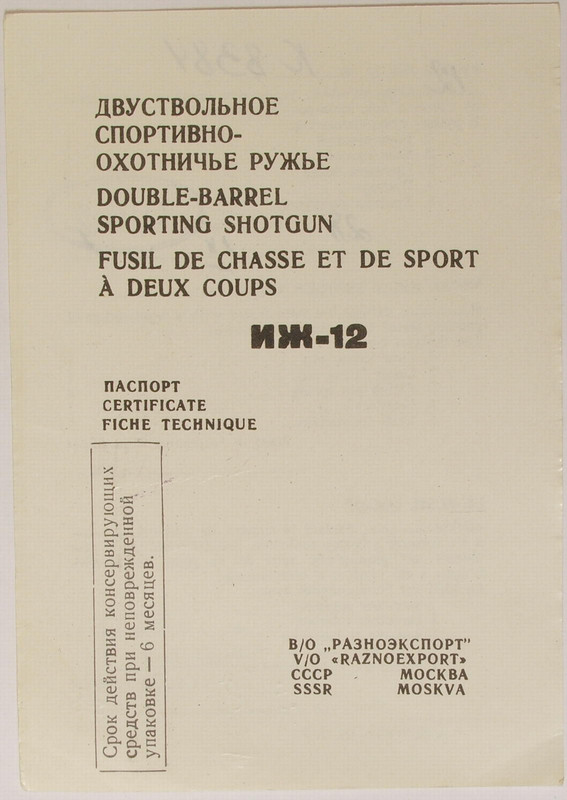 ДВУСТВОЛЬНОЕ
СПОРТИВНО-
ОХОТНИЧЬЕ РУЖЬЕ
DOUBLE-BARREL
SPORTING SHOTGUN
FUSIL DE CHASSE ET DE SPORT
À DEUX COUPS
ИЖ-12
ПАСПОРТ
CERTIFICATE
FICHE TECHNIQUE
Срок действия консервирующих
средств при неповрежденной
упаковке — 6 месяцев.
В/О „РАЗНОЭКСПОРТ"
V/O «RAZNOEXPORT»
СССР МОСКВА
SSSR MOSKVA